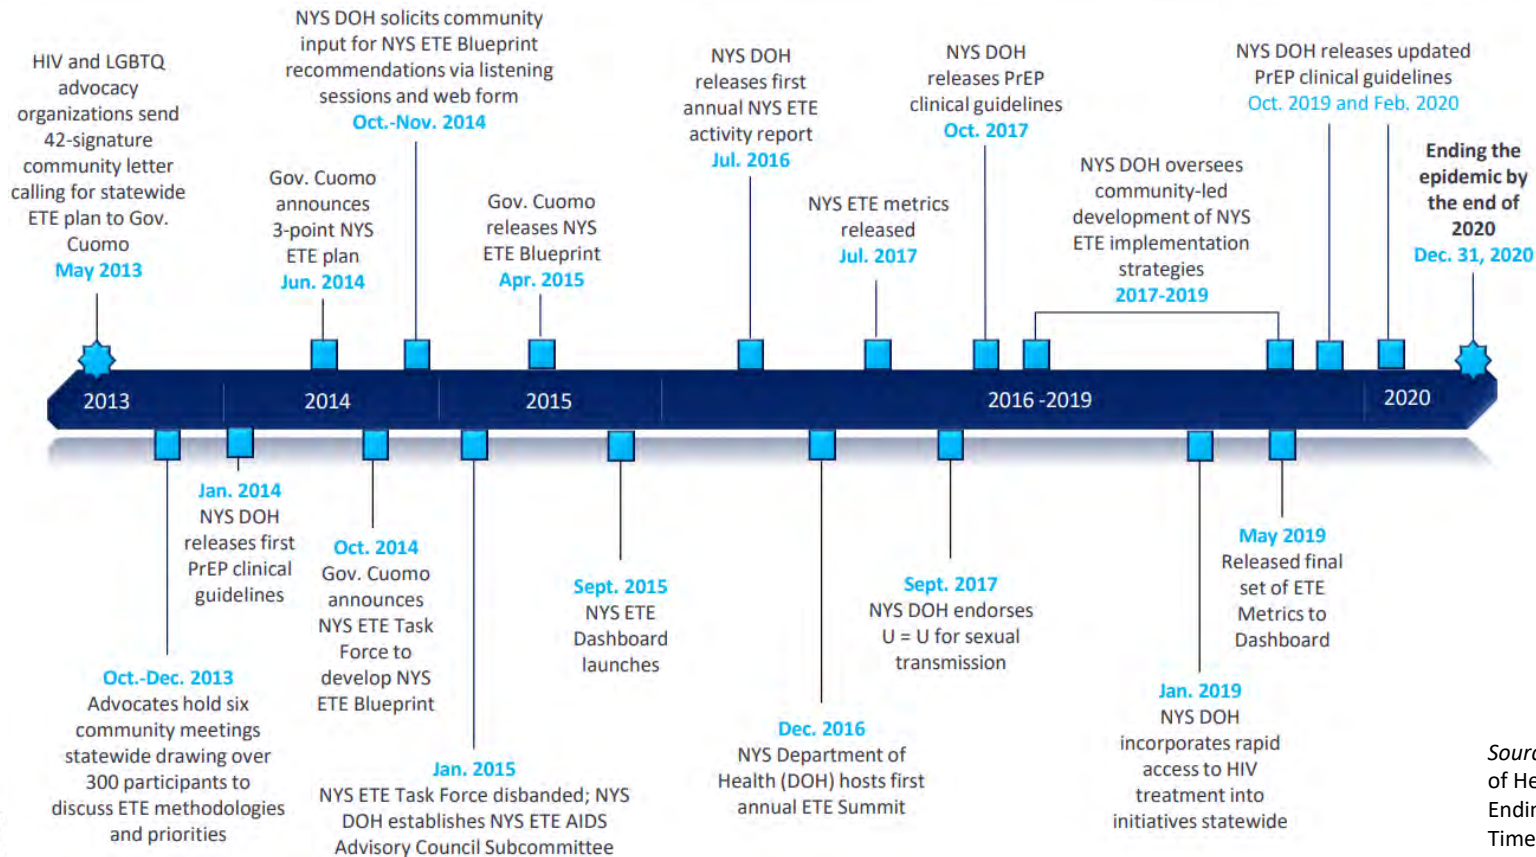 HIV and LGBTQ
advocacy
organizations send
42-signature
community letter
calling for statewide
ETE plan to Gov.
Cuomo
May 2013
Gov. Cuomo
announces
3-point NYS
ETE plan
Jun. 2014
NYS DOH solicits community
input for NYS ETE Blueprint
recommendations via listening
sessions and web form
Oct.-Nov. 2014
Gov. Cuomo
releases NYS
ETE Blueprint
Apr. 2015
NYS DOH
releases first
annual NYS ETE
activity report
Jul. 2016
NYS ETE metrics
released
Jul. 2017
NYS DOH
releases PrEP
clinical guidelines
Oct. 2017
NYS DOH oversees
community-led
development of NYS
ETE implementation
strategies
2017-2019
NYS DOH releases updated
PrEP clinical guidelines
Oct. 2019 and Feb. 2020
Ending the
epidemic by
the end of
2020
Dec. 31, 2020
2013
2014
2015
2016 -2019
2020
Oct.-Dec. 2013
Advocates hold six
community meetings
statewide drawing over
300 participants to
discuss ETE methodologies
and priorities
Jan. 2014
NYS DOH
releases first
PrEP clinical
guidelines
Oct. 2014
Gov. Cuomo
announces
NYS ETE Task
Force to
develop NYS
ETE Blueprint
Jan. 2015
NYS ETE Task Force disbanded; NYS
DOH establishes NYS ETE AIDS
Advisory Council Subcommittee
Sept. 2015
NYS ETE
Dashboard
launches
Dec. 2016
NYS Department of
Health (DOH) hosts first
annual ETE Summit
Sept. 2017
NYS DOH endorses
U = U for sexual
transmission
Jan. 2019
NYS DOH
incorporates rapid
access to HIV
treatment into
initiatives statewide
May 2019
Released final
set of ETE
Metrics to
Dashboard
of